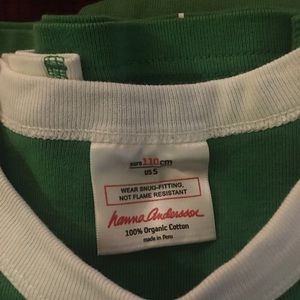 euro 110 cm
US 5
WEAR SNUG-FITTING,
NOT FLAME RESISTANT
hanna andersson
100% Organic Cotton
made in Peru